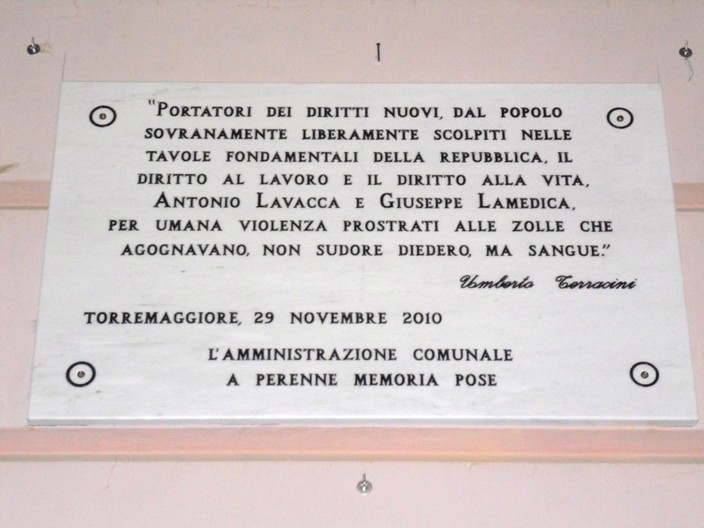 "PORTATORI DEI DIRITTI NUOVI, DAL POPOLO
SOVRANAMENTE LIBERAMENTE SCOLPITI NELLE
TAVOLE FONDAMENTALI DELLA REPUBBLICA, IL
DIRITTO AL LAVORO E IL DIRITTO ALLA VITA,
ANTONIO LAVACCA E GIUSEPPE LAMEDICA,
PER UMANA VIOLENZA PROSTRATI ALLE ZOLLE CHE
AGOGNAVANO, NON SUDORE DIEDERO, MA SANGUE."
Umberto Terracini
TORREMAGGIORE, 29 NOVEMBRE 2010
L'AMMINISTRAZIONE COMUNALE
A PERENNE MEMORIA POSE